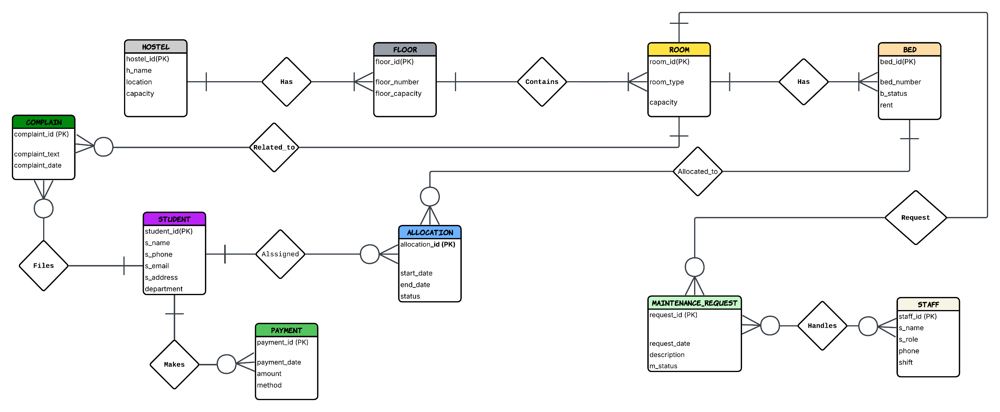 HOSTEL
hostel_id(PK)
h_name
location
capacity
Has
FLOOR
floor_id(PK)
floor_number
floor_capacity
Contains
ROOM
room_id(PK)
room_type
capacity
Has
BED
bed_id(PK)
bed_number
b_status
rent
COMPLAIN
complaint_id (PK)
complaint_text
complaint_date
Related_to
Allocated_to
Request
Files
STUDENT
student_id(PK)
s_name
s_phone
s_email
s_address
department
Alssigned
ALLOCATION
allocation_id (PK)
start_date
end_date
status
Makes
PAYMENT
payment_id (PK)
payment_date
amount
method
MAINTENANCE_REQUEST
request_id (PK)
request_date
description
m_status
Handles
STAFF
staff_id (PK)
s_name
s_role
phone
shift